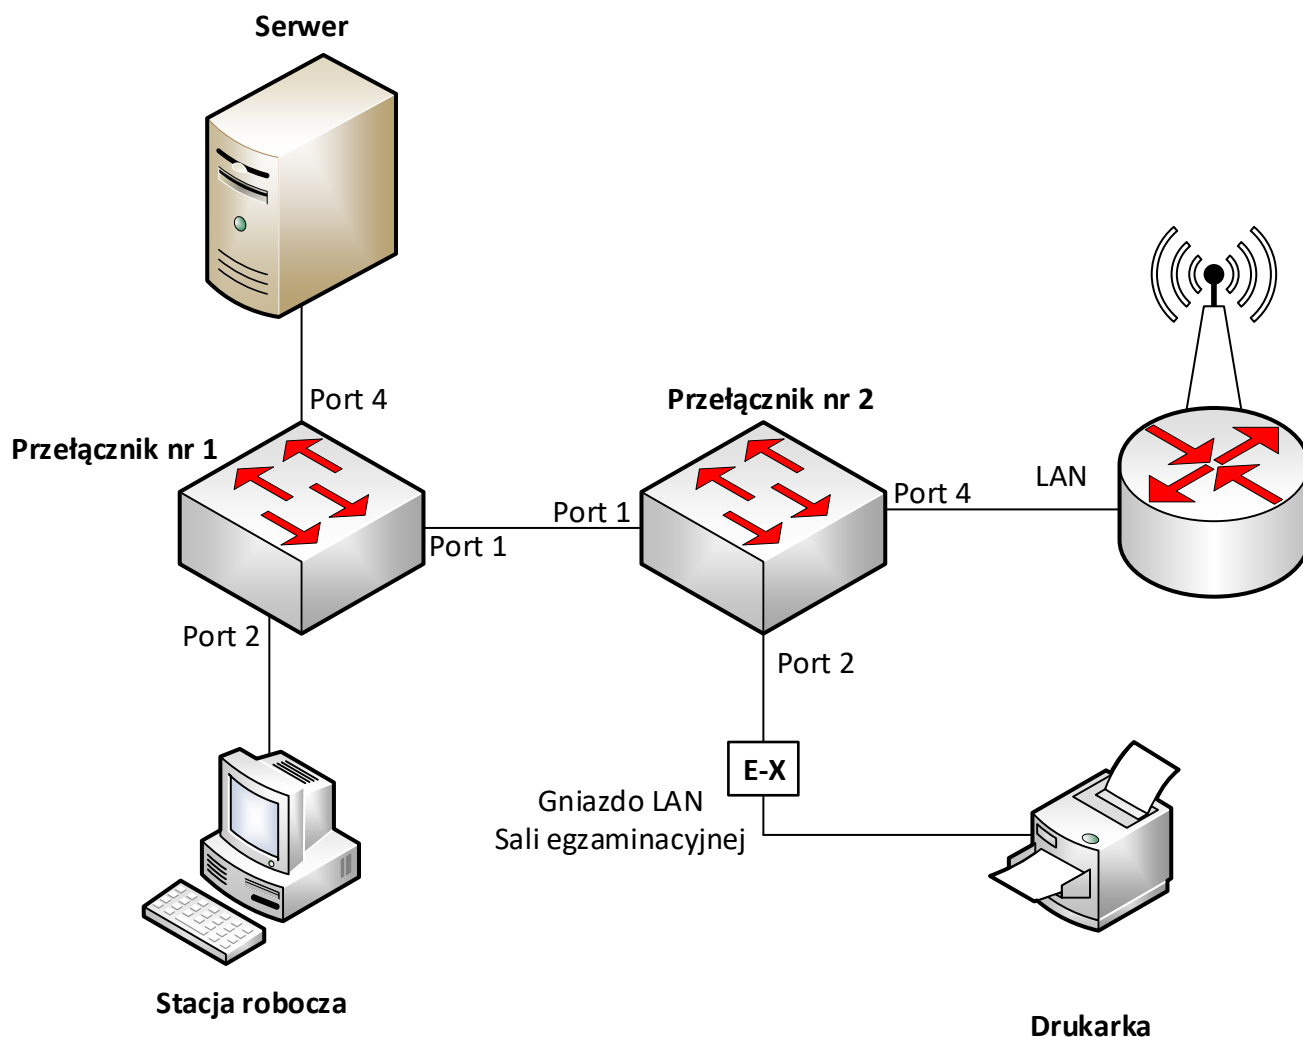 Serwer
Port 4
Przełącznik nr 1
Przełącznik nr 2
Port 1
Port 1
Port 4
LAN
Port 2
Port 2
E-X
Gniazdo LAN
Sali egzaminacyjnej
Stacja robocza
Drukarka